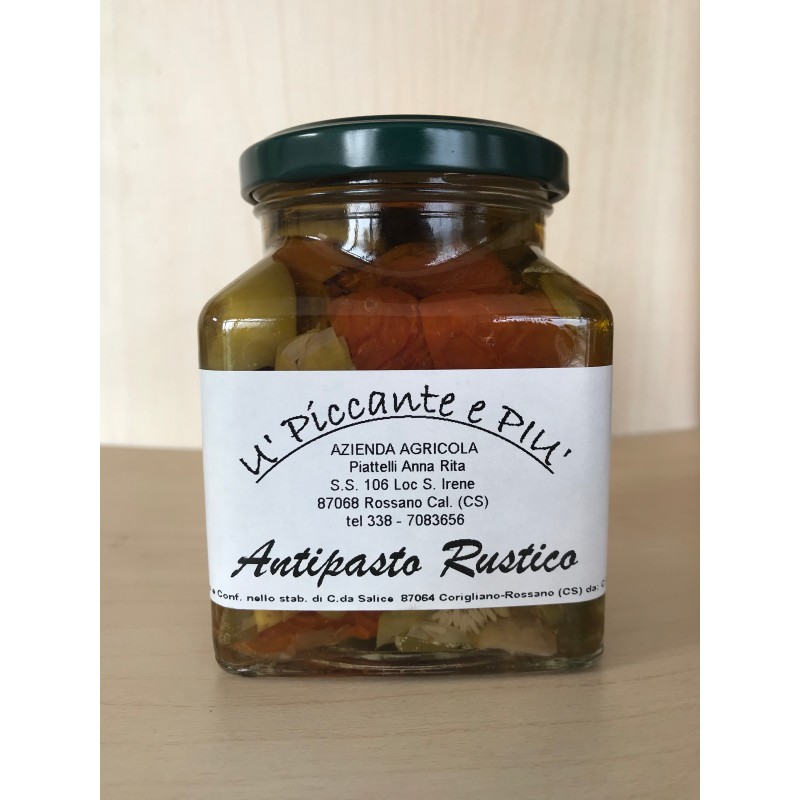 U' Piccante e PIU'
AZIENDA AGRICOLA
Piattelli Anna Rita
S.S. 106 Loc S. Irene
87068 Rossano Cal. (CS)
tel 338 - 7083656
Antipasto Rustico
e Conf. nello stab. di C.da Salice 87064 Corigliano-Rossano (CS) da: